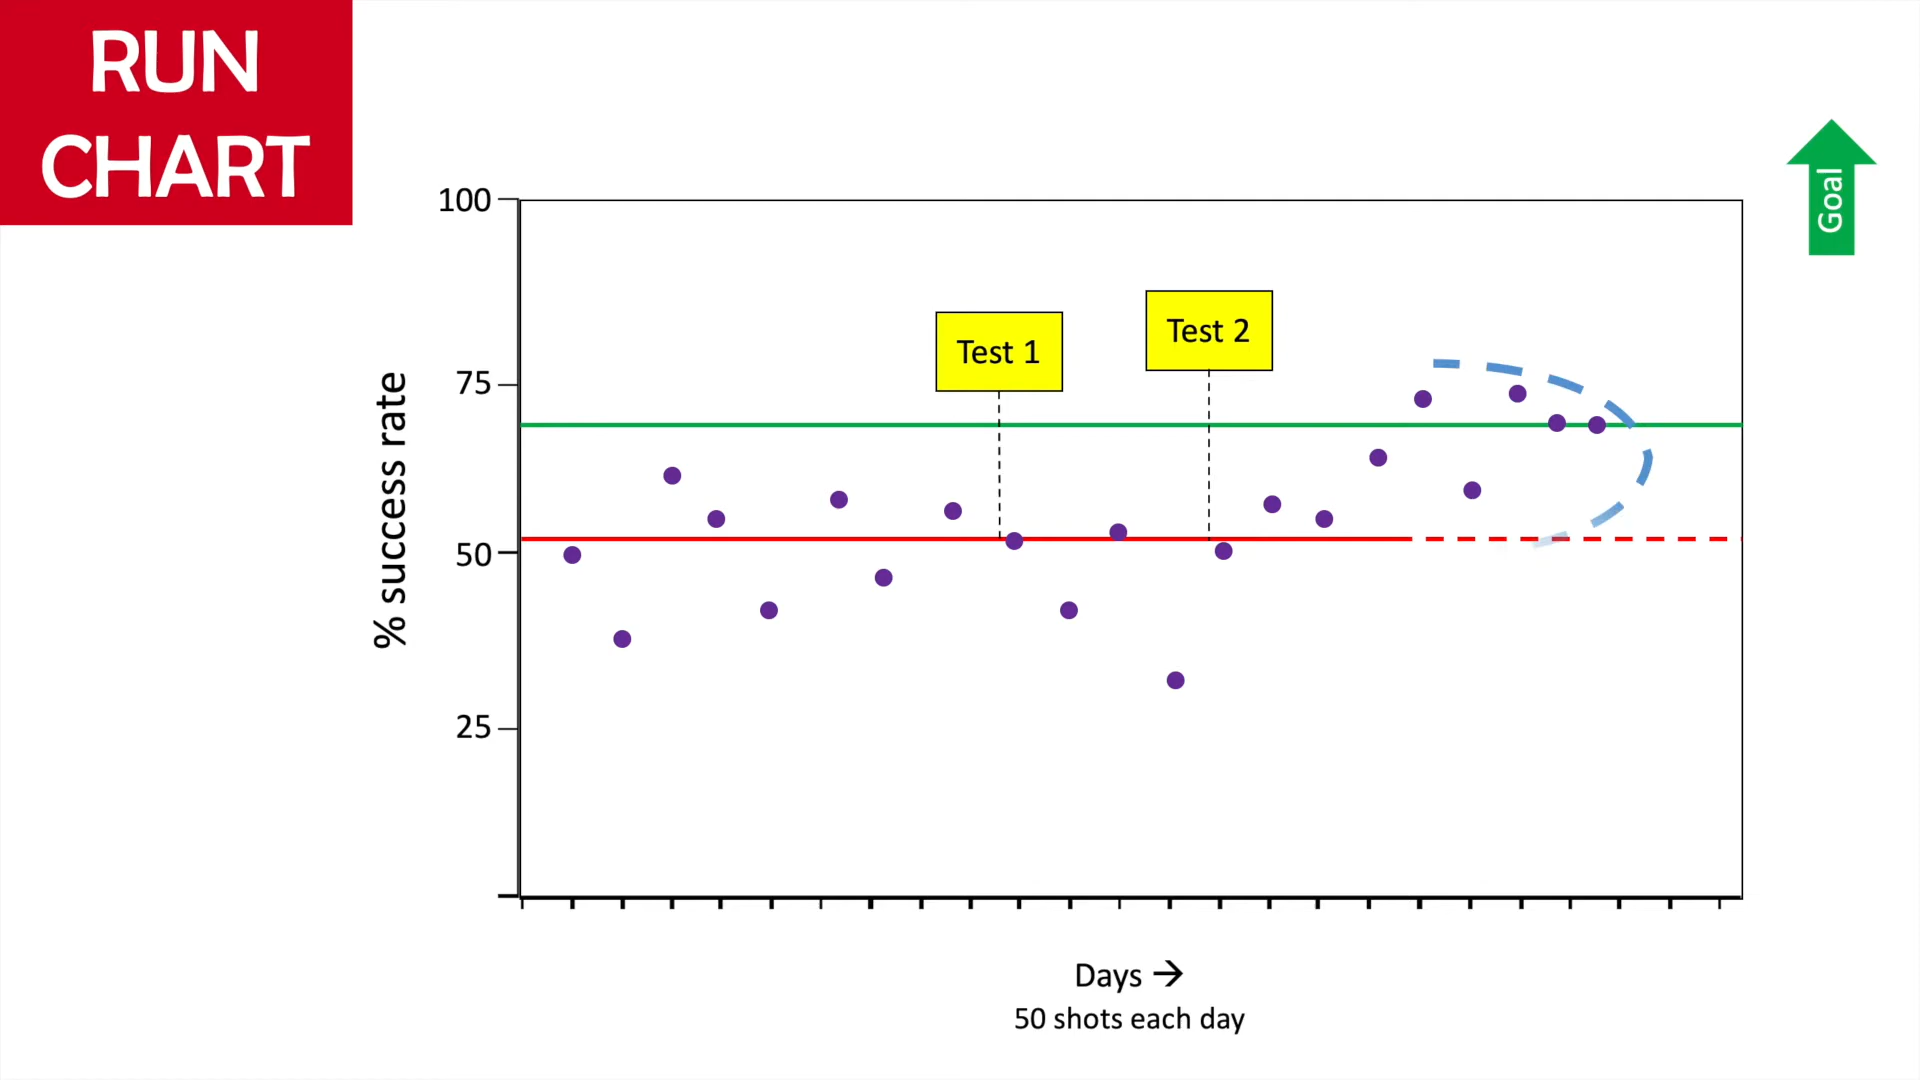 RUN
CHART
Goal
100
75
50
25
% success rate
Test 1
Test 2
Days →
50 shots each day